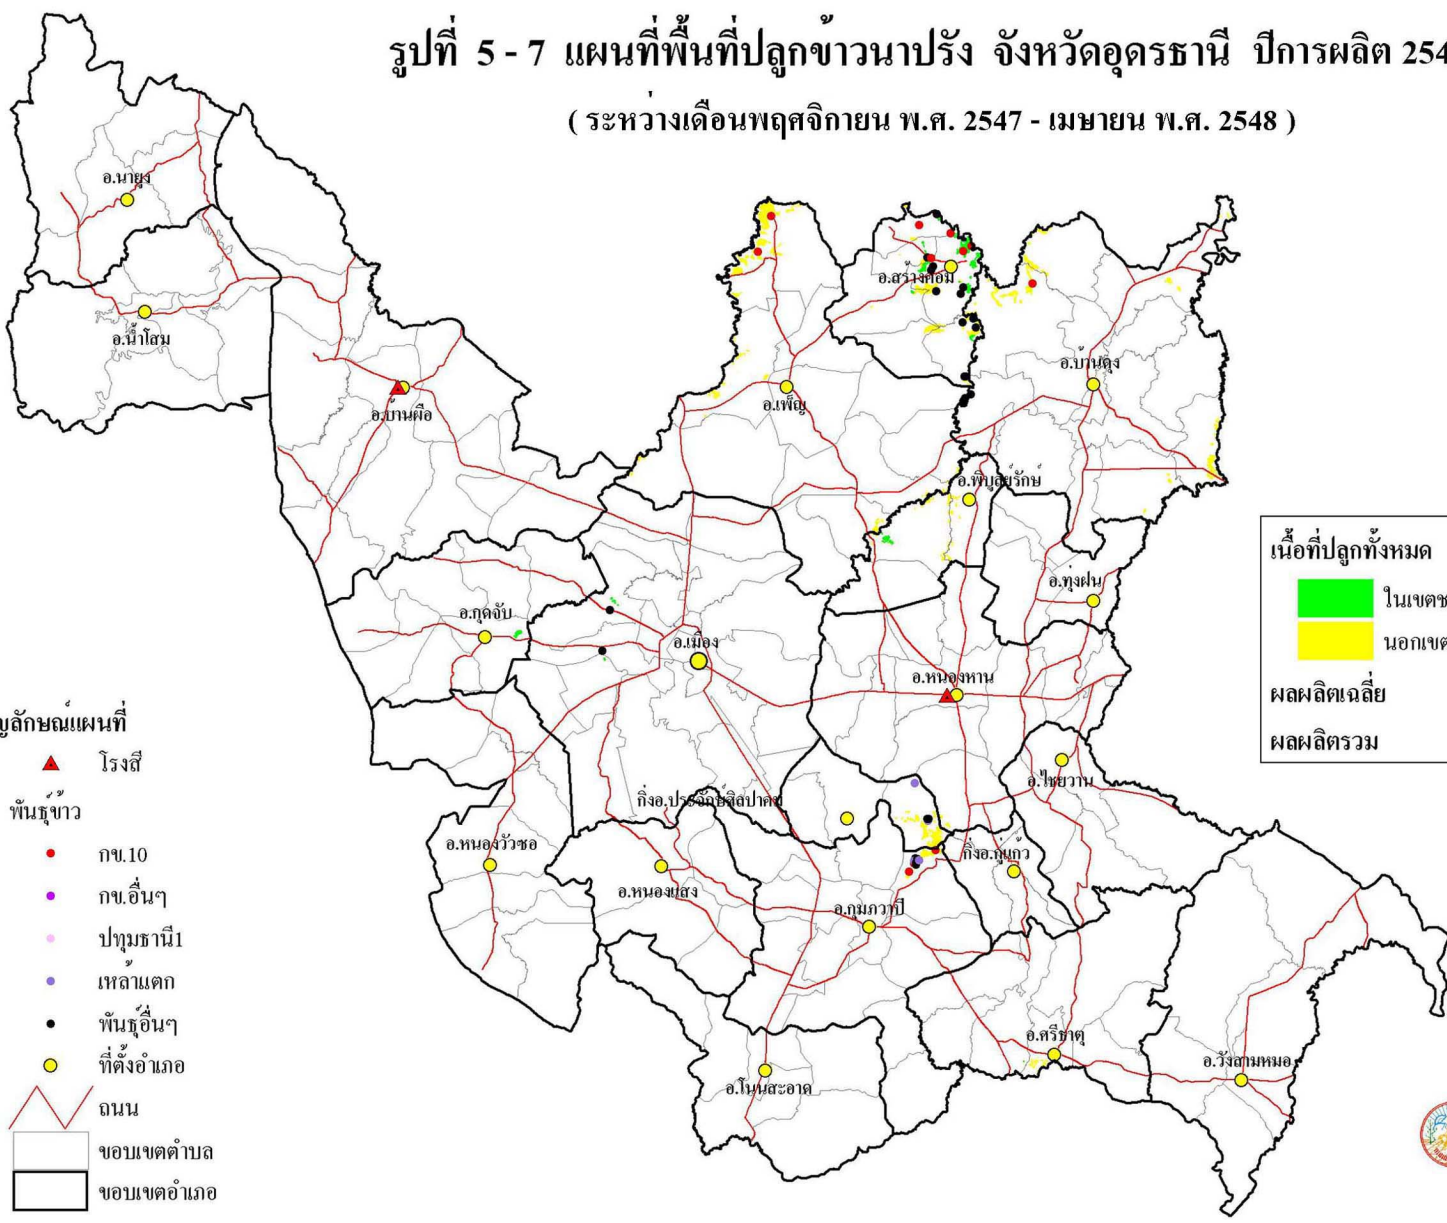 รูปที่ 5 - 7 แผนที่พื้นที่ปลูกข้าวนาปรัง จังหวัดอุดรธานี ปีการผลิต 254
( ระหว่างเดือนพฤศจิกายน พ.ศ. 2547 - เมษายน พ.ศ. 2548 )
อ.นายูง
อ.น้ำโสม
อ.บ้านผือ
อ.เพ็ญ
อ.สร้างคอม
อ.บ้านดุง
อ.พิบูลย์รักษ์
อ.ทุ่งฝน
อ.กุดจับ
อ.เมือง
อ.หนองหาน
อ.ไชยวาน
กิ่งอ.ประจักษ์ศิลปาคม
อ.หนองวัวซอ
อ.หนองแสง
กิ่งอ.กู่แก้ว
อ.กุมภวาปี
อ.ศรีธาตุ
อ.วังสามหมอ
อ.โนนสะอาด
เนื้อที่ปลูกทั้งหมด
ในเขตช
นอกเขต
ผลผลิตเฉลี่ย
ผลผลิตรวม
ญลักษณ์แผนที่
โรงสี
พันธุ์ข้าว
กข.10
กข.อื่นๆ
ปทุมธานี1
เหล้าแตก
พันธุ์อื่นๆ
ที่ตั้งอำเภอ
ถนน
ขอบเขตตำบล
ขอบเขตอำเภอ